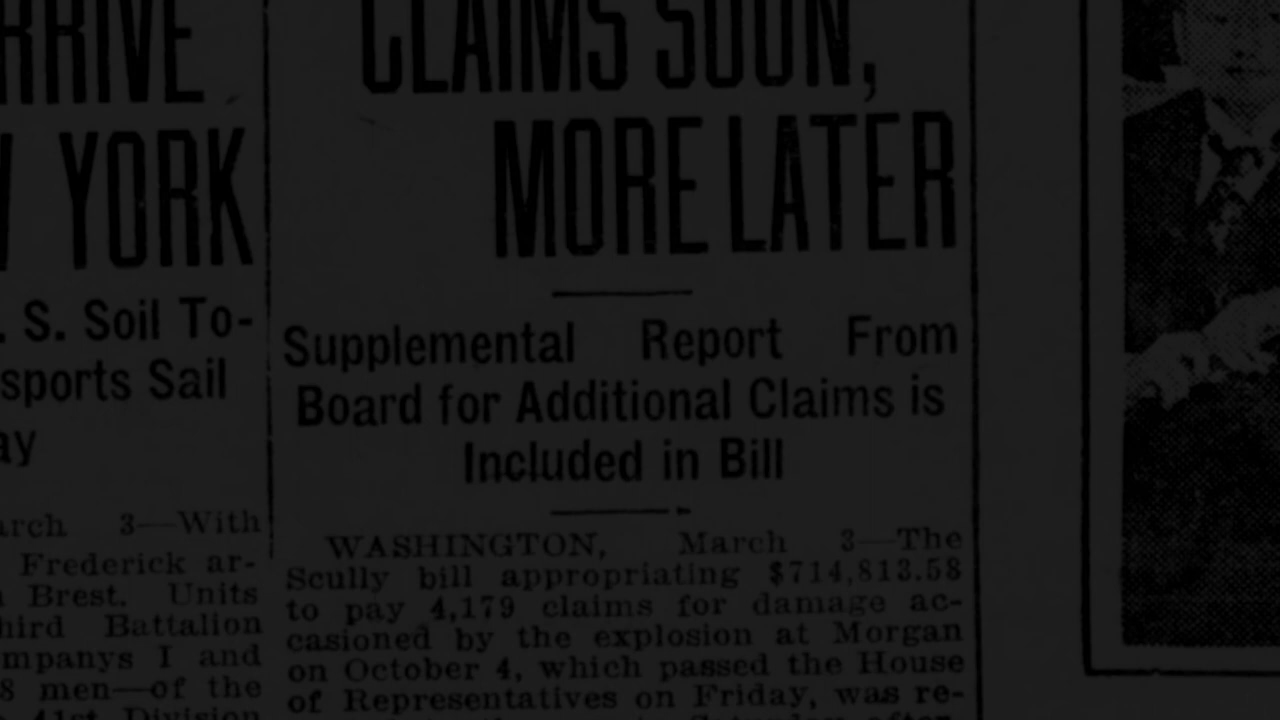 RRIVE
YORK
. S. Soil To-
sports Sail
ay
arch 3—With
Frederick ar-
Brest. Units
hird Battalion
mpanys I and
8 men—of the
41st Division
CLAIMS SOON,
MORE LATER
Supplemental Report From
Board for Additional Claims is
Included in Bill
WASHINGTON, March 3—The
Scully bill appropriating $714,813.58
to pay 4,179 claims for damage ac-
casioned by the explosion at Morgan
on October 4, which passed the House
of Representatives on Friday, was re-